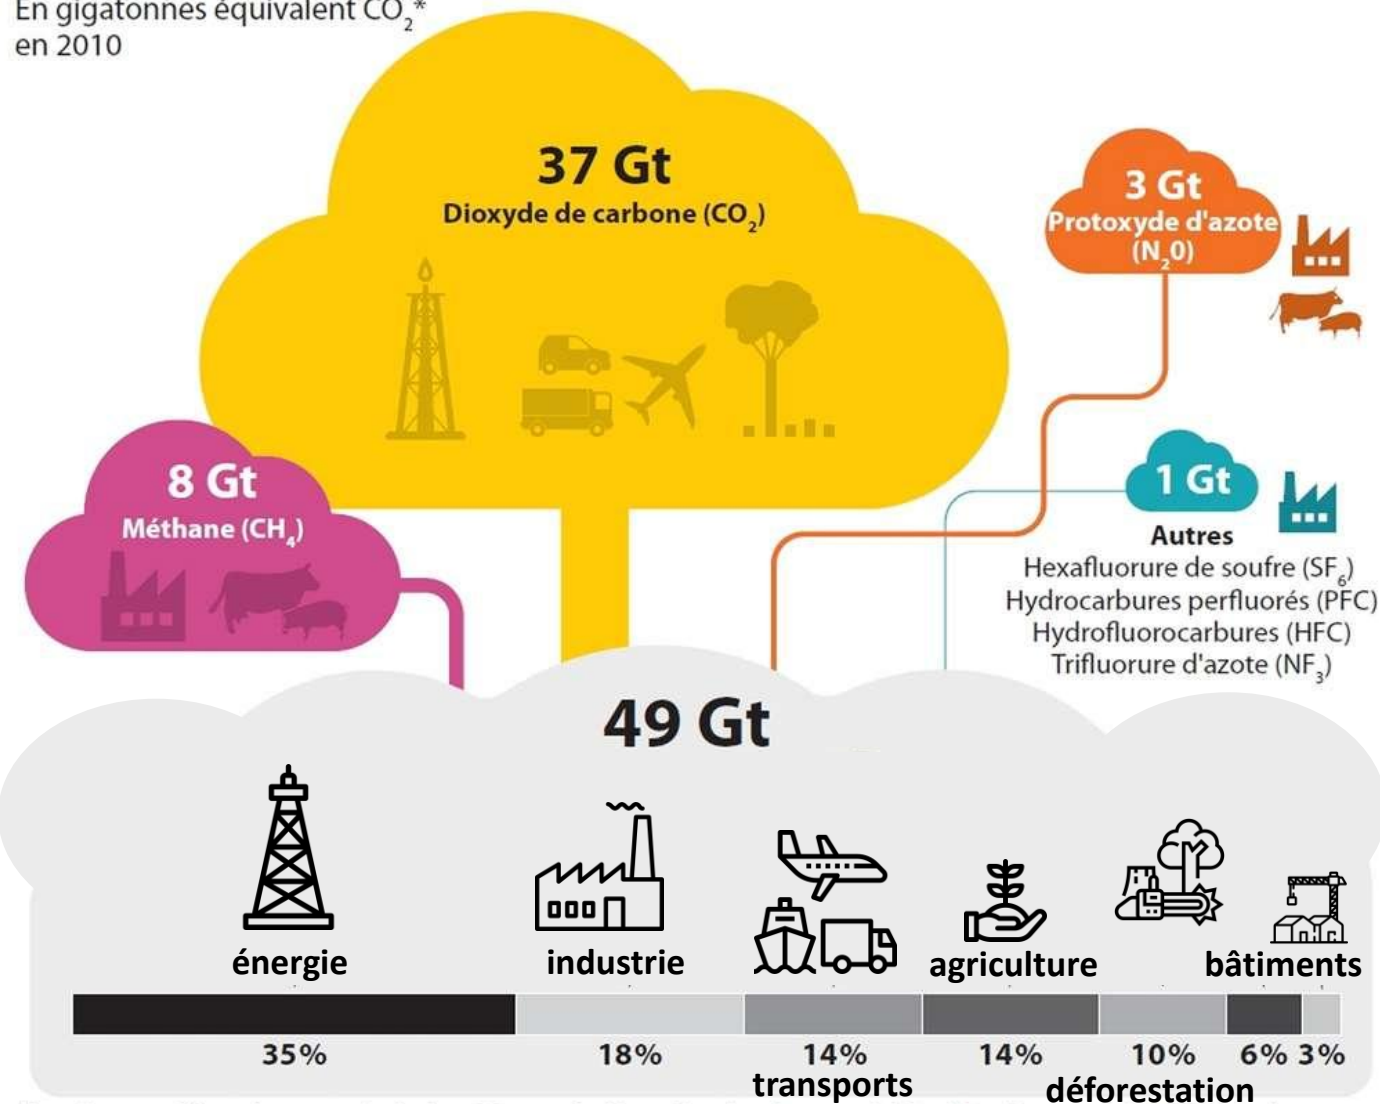 En gigatonnes équivalent CO₂*
en 2010
37 Gt
Dioxyde de carbone (CO₂)
3 Gt
Protoxyde d'azote
(N₂0)
8 Gt
Méthane (CH₄)
1 Gt
Autres
Hexafluorure de soufre (SF₆)
Hydrocarbures perfluorés (PFC)
Hydrofluorocarbures (HFC)
Trifluorure d'azote (NF₃)
49 Gt
énergie
industrie
agriculture
bâtiments
35%
18%
14%
14%
10%
6%
3%
transports
déforestation